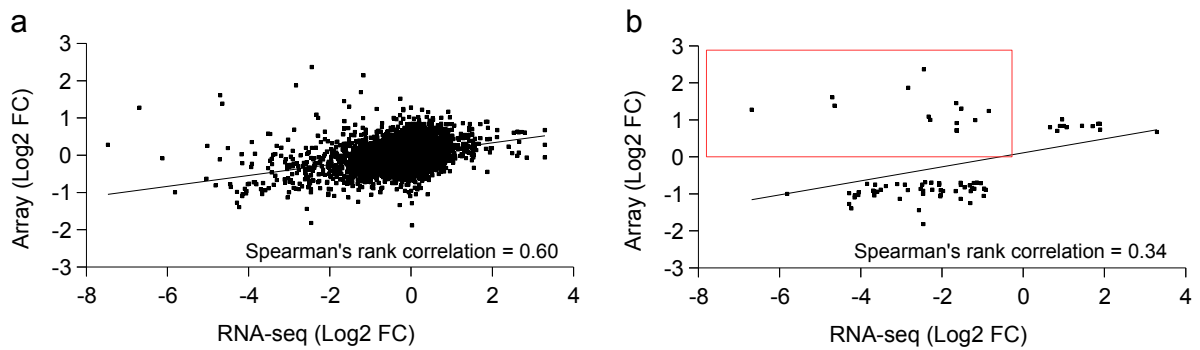 a
3
2
1
0
-1
-2
-3
Array (Log2 FC)
Spearman's rank correlation = 0.60
-8 -6 -4 -2 0 2 4
RNA-seq (Log2 FC)
b
3
2
1
0
-1
-2
-3
Array (Log2 FC)
Spearman's rank correlation = 0.34
-8 -6 -4 -2 0 2 4
RNA-seq (Log2 FC)